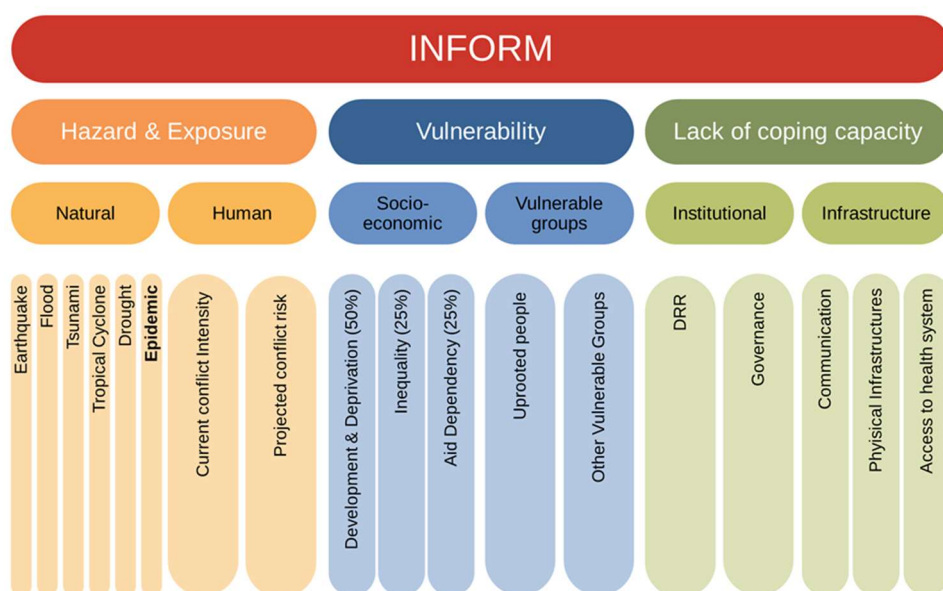 INFORM
Hazard & Exposure
Vulnerability
Lack of coping capacity
Natural
Human
Socio-
economic
Vulnerable
groups
Institutional
Infrastructure
Earthquake
Flood
Tsunami
Tropical Cyclone
Drought
Epidemic
Current conflict Intensity
Projected conflict risk
Development & Deprivation (50%)
Inequality (25%)
Aid Dependency (25%)
Uprooted people
Other Vulnerable Groups
DRR
Governance
Communication
Phyisical Infrastructures
Access to health system